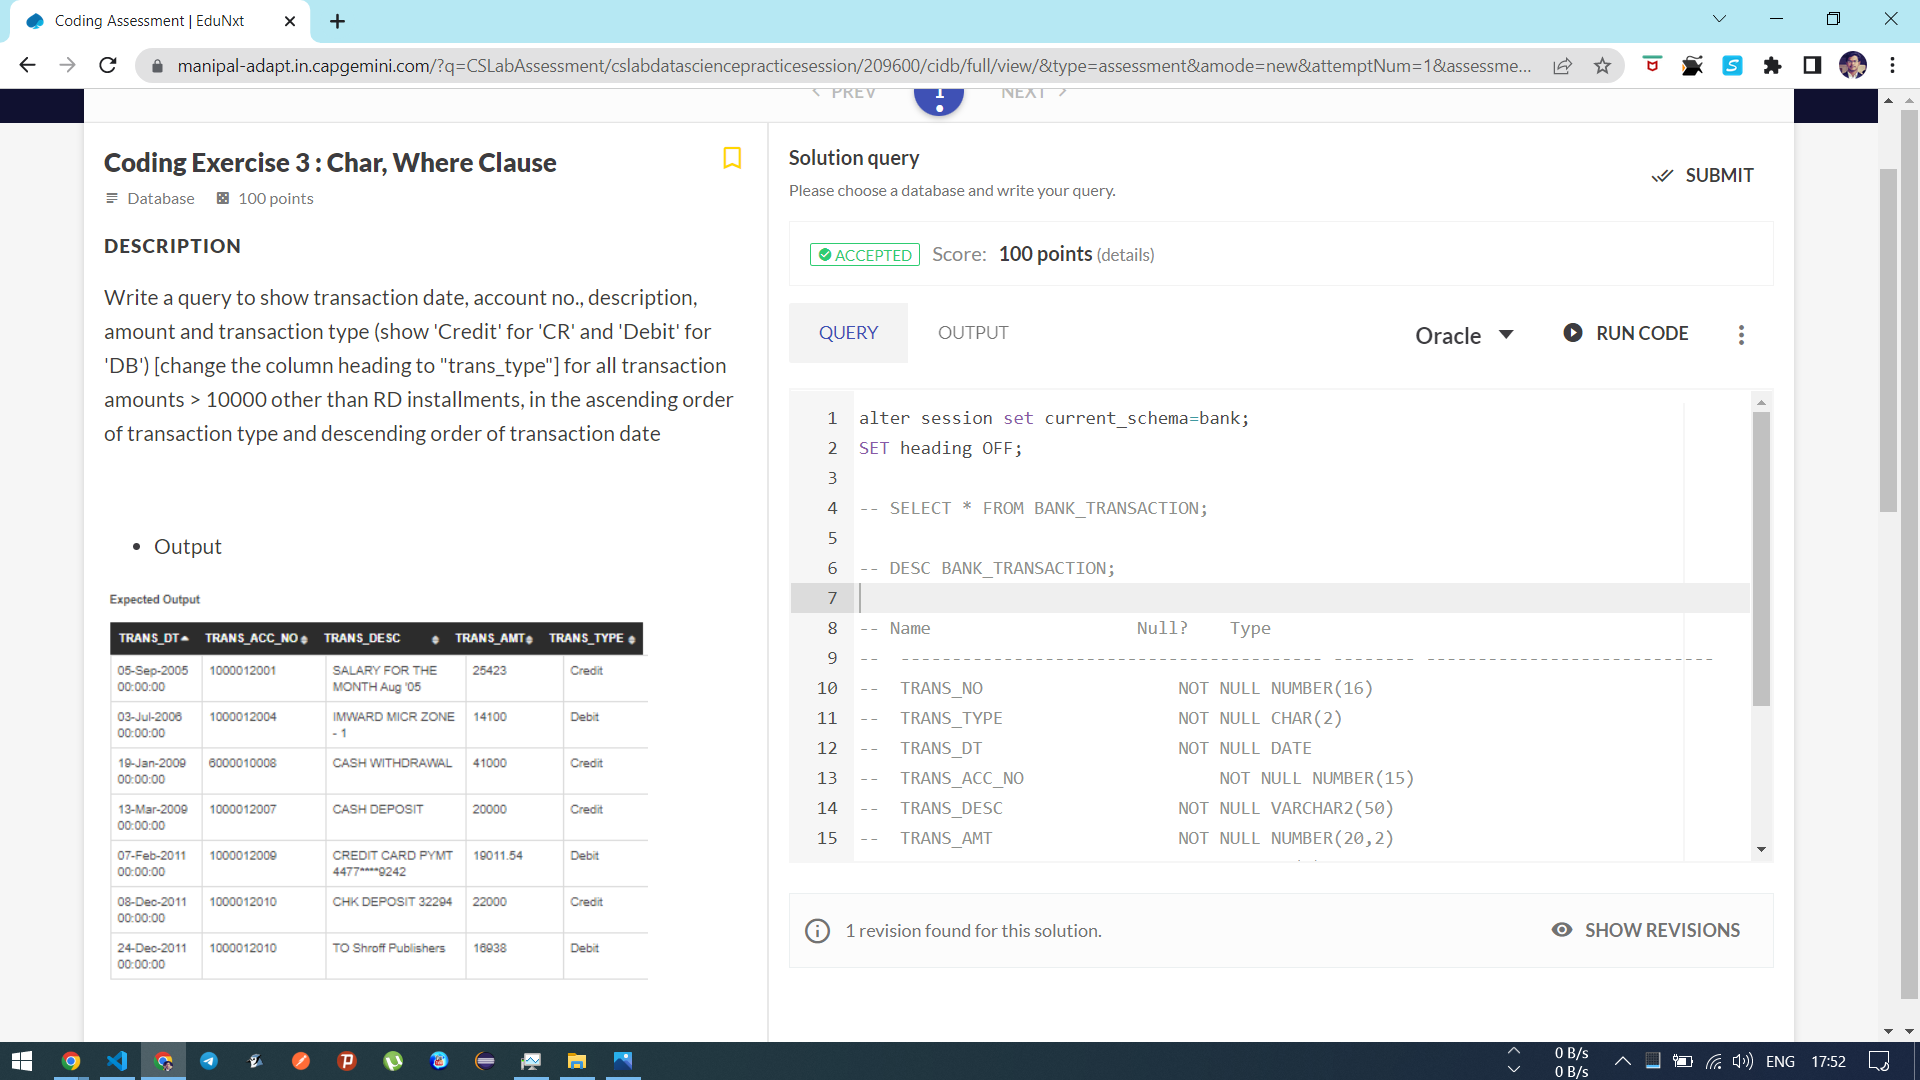 Coding Assessment | EduNxt
manipal-adapt.in.capgemini.com/?q=CSLabAssessment/cslabdatasciencepracticesession/209600/cidb/full/view/&type=assessment&amode=new&attemptNum=1&assessme...
PREV
1
NEXT
Coding Exercise 3 : Char, Where Clause
Database 100 points
DESCRIPTION
Write a query to show transaction date, account no., description,
amount and transaction type (show 'Credit' for 'CR' and 'Debit' for
'DB') [change the column heading to "trans_type"] for all transaction
amounts > 10000 other than RD installments, in the ascending order
of transaction type and descending order of transaction date
• Output
Expected Output
TRANS_DT TRANS_ACC_NO TRANS_DESC TRANS_AMT TRANS_TYPE
05-Sep-2005 00:00:00 1000012001 SALARY FOR THE MONTH Aug '05 25423 Credit
03-Jul-2006 00:00:00 1000012004 IMWARD MICR ZONE - 1 14100 Debit
19-Jan-2009 00:00:00 6000010008 CASH WITHDRAWAL 41000 Credit
13-Mar-2009 00:00:00 1000012007 CASH DEPOSIT 20000 Credit
07-Feb-2011 00:00:00 1000012009 CREDIT CARD PYMT 4477****9242 19011.54 Debit
08-Dec-2011 00:00:00 1000012010 CHK DEPOSIT 32294 22000 Credit
24-Dec-2011 00:00:00 1000012010 TO Shroff Publishers 16938 Debit
Solution query
Please choose a database and write your query.
SUBMIT
ACCEPTED Score: 100 points (details)
QUERY OUTPUT Oracle RUN CODE
1 alter session set current_schema=bank;
2 SET heading OFF;
3
4 -- SELECT * FROM BANK_TRANSACTION;
5
6 -- DESC BANK_TRANSACTION;
7
8 -- Name Null? Type
9 -- ----------------------------------------- -------- ----------------------------
10 -- TRANS_NO NOT NULL NUMBER(16)
11 -- TRANS_TYPE NOT NULL CHAR(2)
12 -- TRANS_DT NOT NULL DATE
13 -- TRANS_ACC_NO NOT NULL NUMBER(15)
14 -- TRANS_DESC NOT NULL VARCHAR2(50)
15 -- TRANS_AMT NOT NULL NUMBER(20,2)
1 revision found for this solution.
SHOW REVISIONS
0 B/s
0 B/s
ENG 17:52